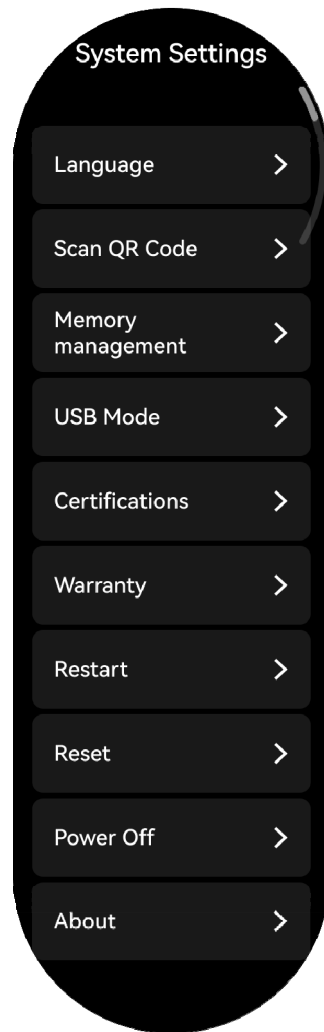 System Settings
Language
Scan QR Code
Memory
management
USB Mode
Certifications
Warranty
Restart
Reset
Power Off
About